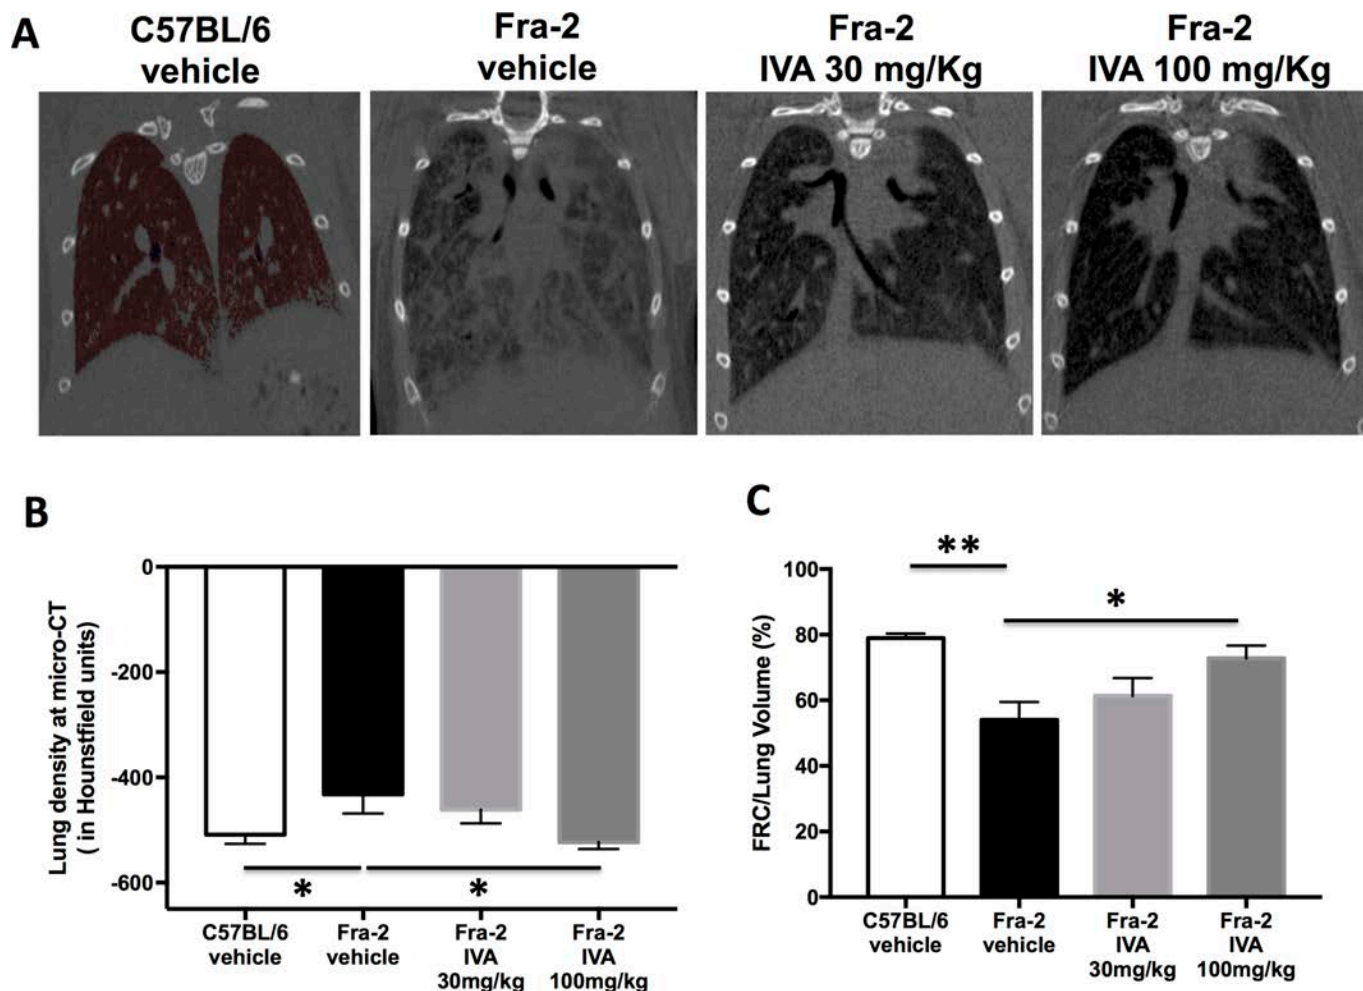 A
C57BL/6
vehicle
Fra-2
vehicle
Fra-2
IVA 30 mg/Kg
Fra-2
IVA 100 mg/Kg
B
Lung density at micro-CT
( in Hounstfield units)
0
-200
-400
-600
*
*
C57BL/6
vehicle
Fra-2
vehicle
Fra-2
IVA
30mg/kg
Fra-2
IVA
100mg/kg
C
FRC/Lung Volume (%)
100
80
60
40
20
0
**
*
C57BL/6
vehicle
Fra-2
vehicle
Fra-2
IVA
30mg/kg
Fra-2
IVA
100mg/kg